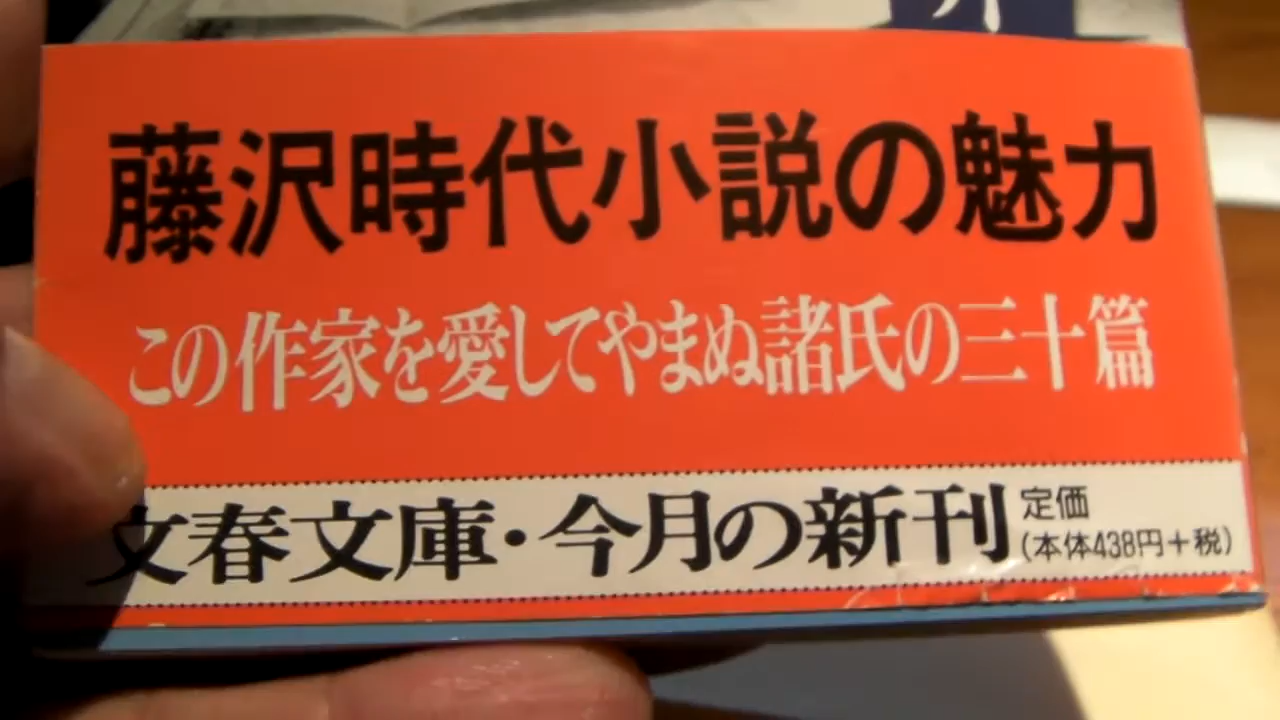 藤沢時代小説の魅力
この作家を愛してやまぬ諸氏の三十篇
文春文庫・今月の新刊
定価
(本体438円+税)